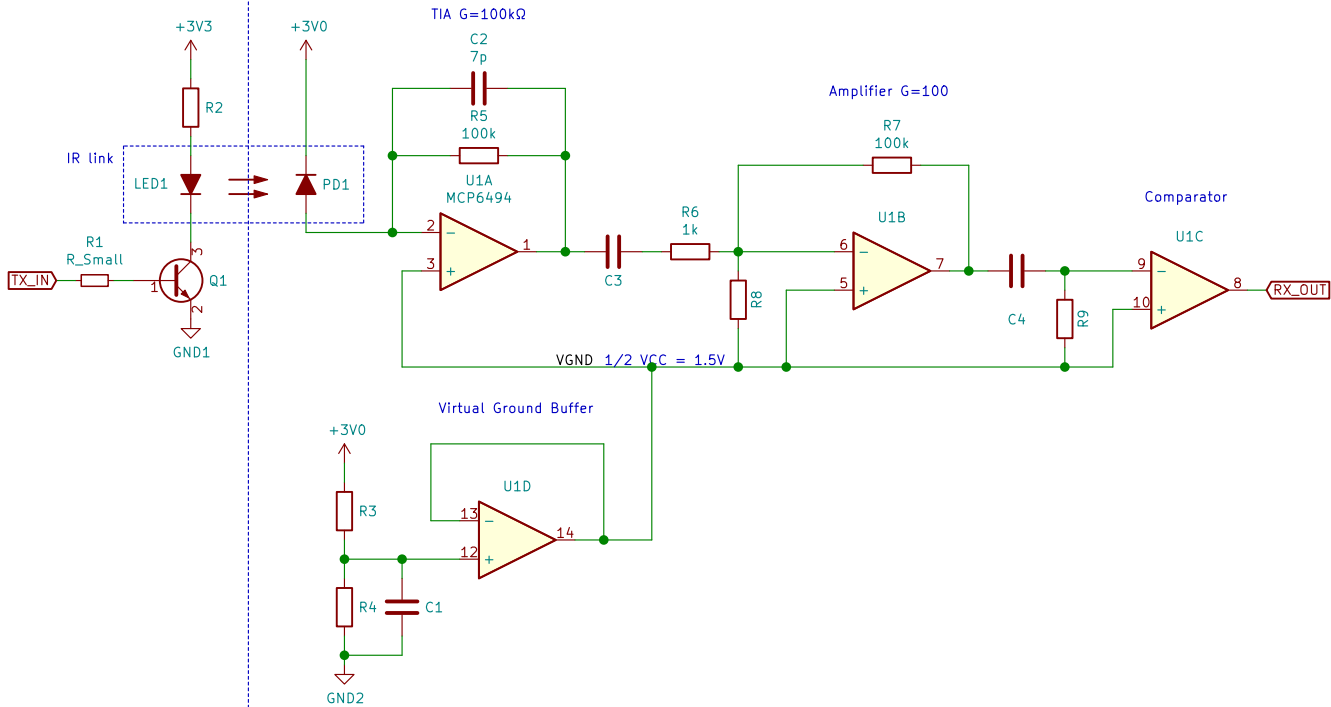 TIA G=100kΩ
+3V3
+3V0
C2
7p
Amplifier G=100
R2
R5
100k
R7
100k
IR link
LED1
PD1
U1A
MCP6494
Comparator
R6
1k
U1B
2
−
1
3
+
6
−
7
5
+
U1C
R1
R_Small
TX_IN
1
3
2
Q1
GND1
C3
R8
C4
R9
9
−
8
10
+
RX_OUT
VGND 1/2 VCC = 1.5V
Virtual Ground Buffer
+3V0
U1D
R3
13
−
14
12
+
R4
C1
GND2